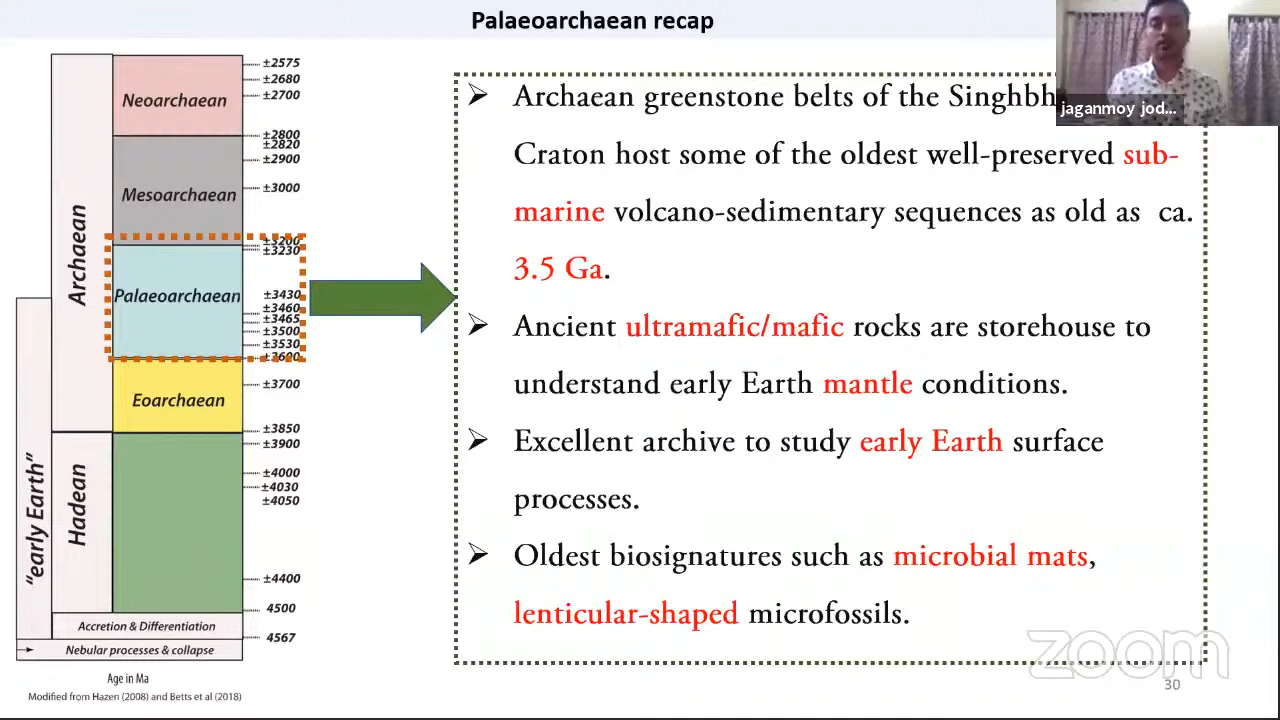 Palaeoarchaean recap
jaganmoy jod...
Archaean
Hadean
"early Earth"
Neoarchaean
Mesoarchaean
Palaeoarchaean
Eoarchaean
±2575
±2680
±2700
±2800
±2820
±2900
±3000
±3200
±3230
±3430
±3460
±3465
±3500
±3530
±3600
±3700
±3850
±3900
±4000
±4030
±4050
±4400
4500
Accretion & Differentiation
4567
Nebular processes & collapse
Age in Ma
Modified from Hazen (2008) and Betts et al (2018)
➢ Archaean greenstone belts of the
Craton host some of the oldest well-preserved sub-
marine volcano-sedimentary sequences as old as ca.
3.5 Ga.
➢ Ancient ultramafic/mafic rocks are storehouse to
understand early Earth mantle conditions.
➢ Excellent archive to study early Earth surface
processes.
➢ Oldest biosignatures such as microbial mats,
lenticular-shaped microfossils.
zoom
30